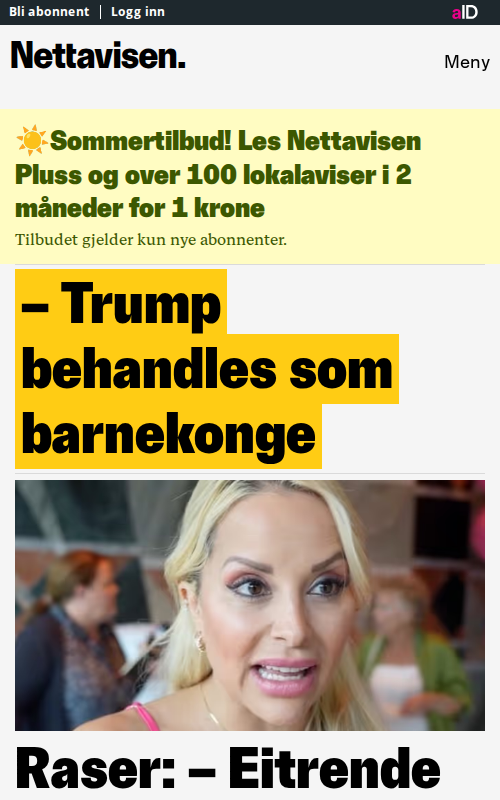 Bli abonnent | Logg inn
aID
Nettavisen.
Meny
☀️Sommertilbud! Les Nettavisen
Pluss og over 100 lokalaviser i 2
måneder for 1 krone
Tilbudet gjelder kun nye abonnenter.
– Trump
behandles som
barnekonge
Raser: – Eitrende